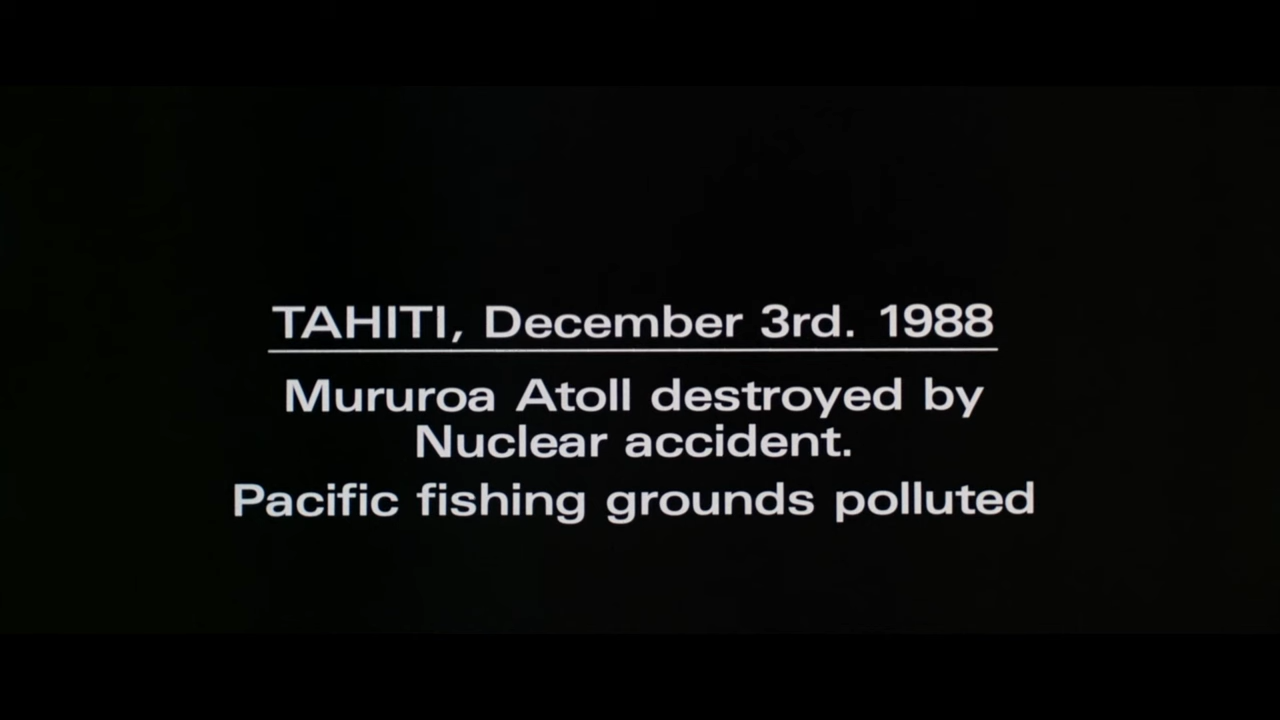 TAHITI, December 3rd. 1988
Mururoa Atoll destroyed by
Nuclear accident.
Pacific fishing grounds polluted